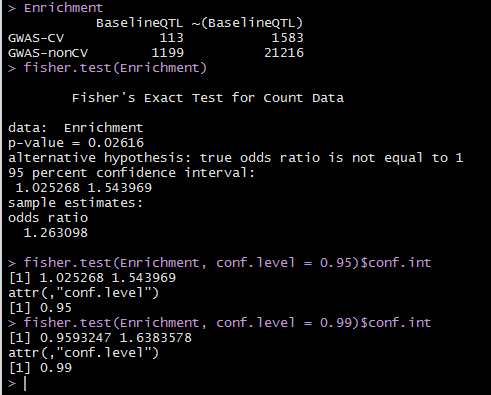 > Enrichment
BaselineQTL ~(BaselineQTL)
GWAS-CV 113 1583
GWAS-nonCV 1199 21216
> fisher.test(Enrichment)
Fisher's Exact Test for Count Data
data: Enrichment
p-value = 0.02616
alternative hypothesis: true odds ratio is not equal to 1
95 percent confidence interval:
1.025268 1.543969
sample estimates:
odds ratio
1.263098
> fisher.test(Enrichment, conf.level = 0.95)$conf.int
[1] 1.025268 1.543969
attr(,"conf.level")
[1] 0.95
> fisher.test(Enrichment, conf.level = 0.99)$conf.int
[1] 0.9593247 1.6383578
attr(,"conf.level")
[1] 0.99
>